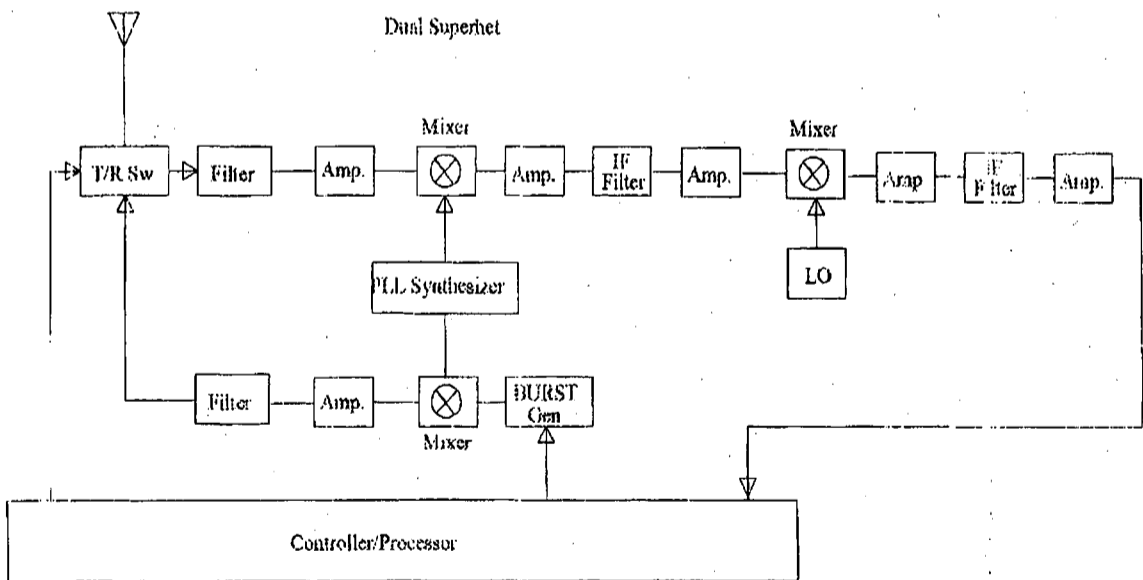 Dual Superhet
Mixer
Mixer
T/R Sw
Filter
Amp.
Amp.
IF
Filter
Amp.
Amp
IF
Filter
Amp.
PLL Synthesizer
LO
Filter
Amp.
BURST
Gen
Mixer
Controller/Processor